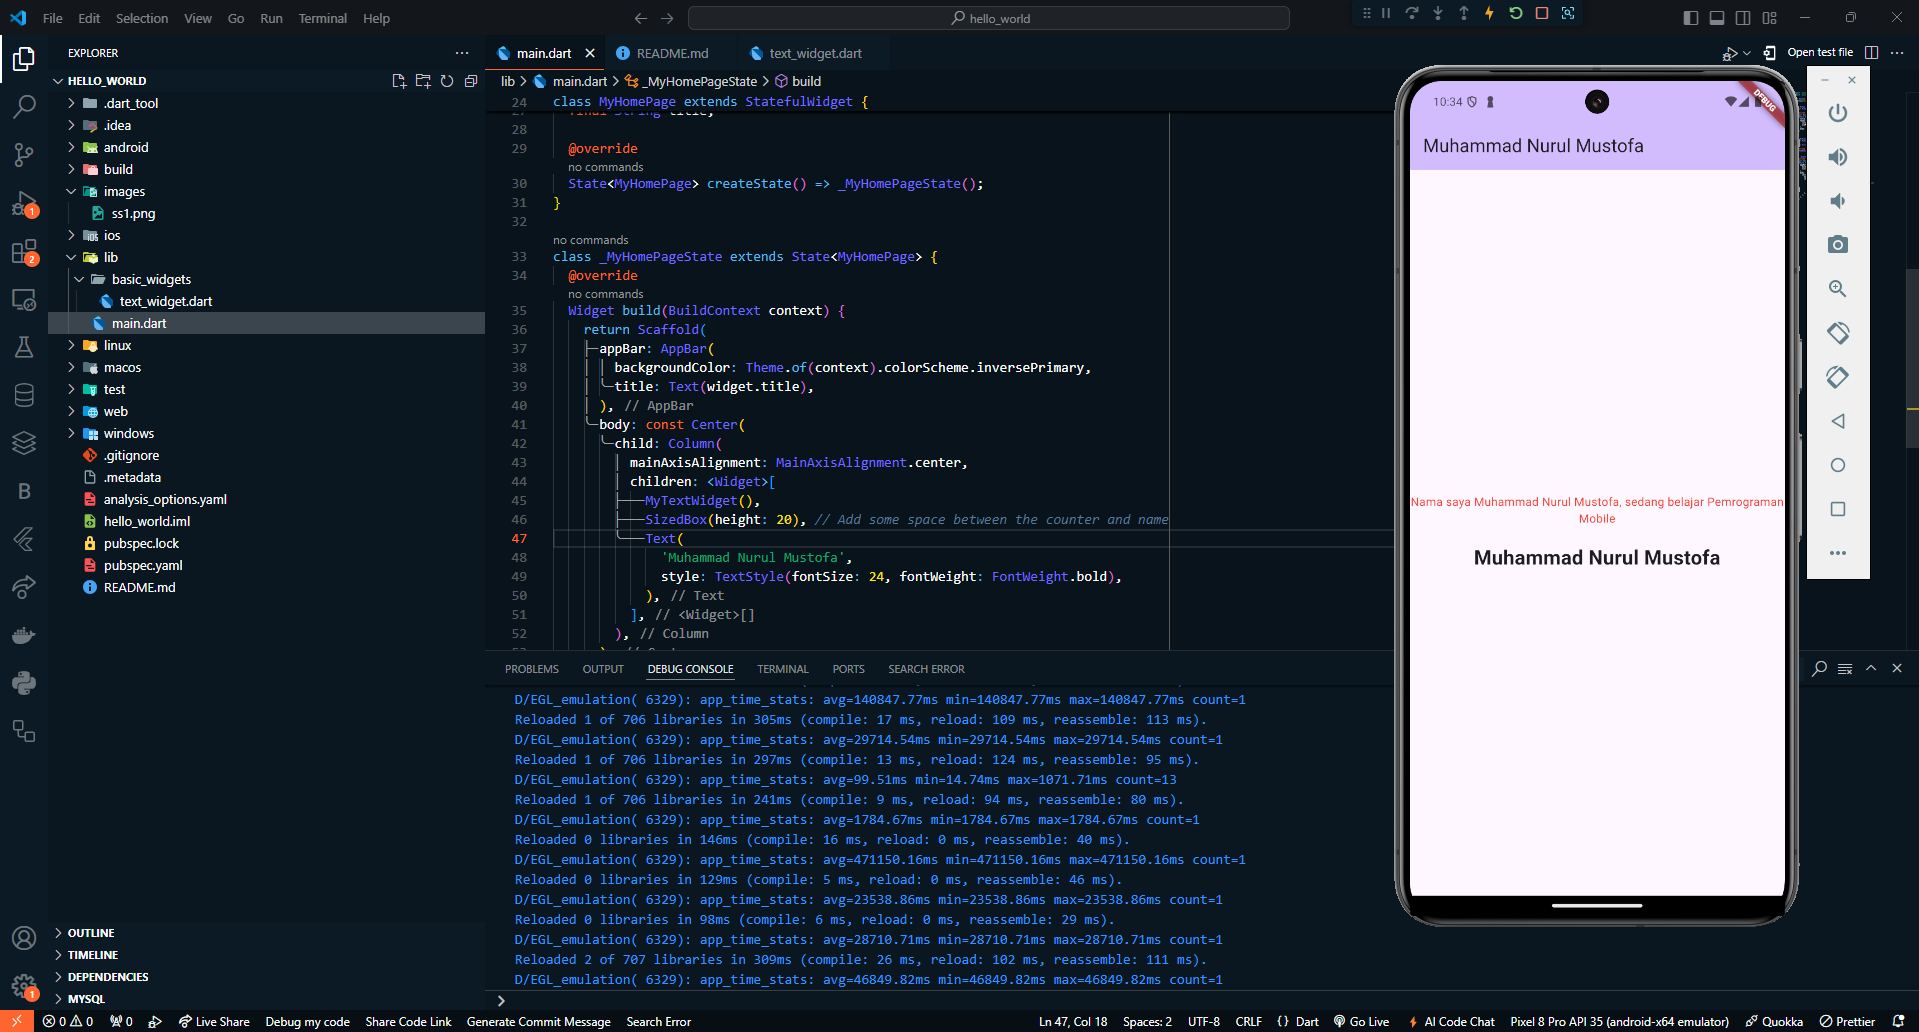 File Edit Selection View Go Run Terminal Help
hello_world
EXPLORER
HELLO_WORLD
.dart_tool
.idea
android
build
images
ss1.png
ios
lib
basic_widgets
text_widget.dart
main.dart
linux
macos
test
web
windows
.gitignore
.metadata
analysis_options.yaml
hello_world.iml
pubspec.lock
pubspec.yaml
README.md
OUTLINE
TIMELINE
DEPENDENCIES
MYSQL
1
2
B
1
main.dart README.md text_widget.dart
Open test file
lib > main.dart > _MyHomePageState > build
24 class MyHomePage extends StatefulWidget {
28
29 @override
no commands
30 State<MyHomePage> createState() => _MyHomePageState();
31 }
32
no commands
33 class _MyHomePageState extends State<MyHomePage> {
34 @override
no commands
35 Widget build(BuildContext context) {
36 return Scaffold(
37 appBar: AppBar(
38 backgroundColor: Theme.of(context).colorScheme.inversePrimary,
39 title: Text(widget.title),
40 ), // AppBar
41 body: const Center(
42 child: Column(
43 mainAxisAlignment: MainAxisAlignment.center,
44 children: <Widget>[
45 MyTextWidget(),
46 SizedBox(height: 20), // Add some space between the counter and name
47 Text(
48 'Muhammad Nurul Mustofa',
49 style: TextStyle(fontSize: 24, fontWeight: FontWeight.bold),
50 ), // Text
51 ], // <Widget>[]
52 ), // Column
PROBLEMS OUTPUT DEBUG CONSOLE TERMINAL PORTS SEARCH ERROR
D/EGL_emulation( 6329): app_time_stats: avg=140847.77ms min=140847.77ms max=140847.77ms count=1
Reloaded 1 of 706 libraries in 305ms (compile: 17 ms, reload: 109 ms, reassemble: 113 ms).
D/EGL_emulation( 6329): app_time_stats: avg=29714.54ms min=29714.54ms max=29714.54ms count=1
Reloaded 1 of 706 libraries in 297ms (compile: 13 ms, reload: 124 ms, reassemble: 95 ms).
D/EGL_emulation( 6329): app_time_stats: avg=99.51ms min=14.74ms max=1071.71ms count=13
Reloaded 1 of 706 libraries in 241ms (compile: 9 ms, reload: 94 ms, reassemble: 80 ms).
D/EGL_emulation( 6329): app_time_stats: avg=1784.67ms min=1784.67ms max=1784.67ms count=1
Reloaded 0 libraries in 146ms (compile: 16 ms, reload: 0 ms, reassemble: 40 ms).
D/EGL_emulation( 6329): app_time_stats: avg=471150.16ms min=471150.16ms max=471150.16ms count=1
Reloaded 0 libraries in 129ms (compile: 5 ms, reload: 0 ms, reassemble: 46 ms).
D/EGL_emulation( 6329): app_time_stats: avg=23538.86ms min=23538.86ms max=23538.86ms count=1
Reloaded 0 libraries in 98ms (compile: 6 ms, reload: 0 ms, reassemble: 29 ms).
D/EGL_emulation( 6329): app_time_stats: avg=28710.71ms min=28710.71ms max=28710.71ms count=1
Reloaded 2 of 707 libraries in 309ms (compile: 26 ms, reload: 102 ms, reassemble: 111 ms).
D/EGL_emulation( 6329): app_time_stats: avg=46849.82ms min=46849.82ms max=46849.82ms count=1
10:34
DEBUG
Muhammad Nurul Mustofa
Nama saya Muhammad Nurul Mustofa, sedang belajar Pemrograman
Mobile
Muhammad Nurul Mustofa
0 0 0 Live Share Debug my code Share Code Link Generate Commit Message Search Error Ln 47, Col 18 Spaces: 2 UTF-8 CRLF {} Dart Go Live AI Code Chat Pixel 8 Pro API 35 (android-x64 emulator) Quokka Prettier